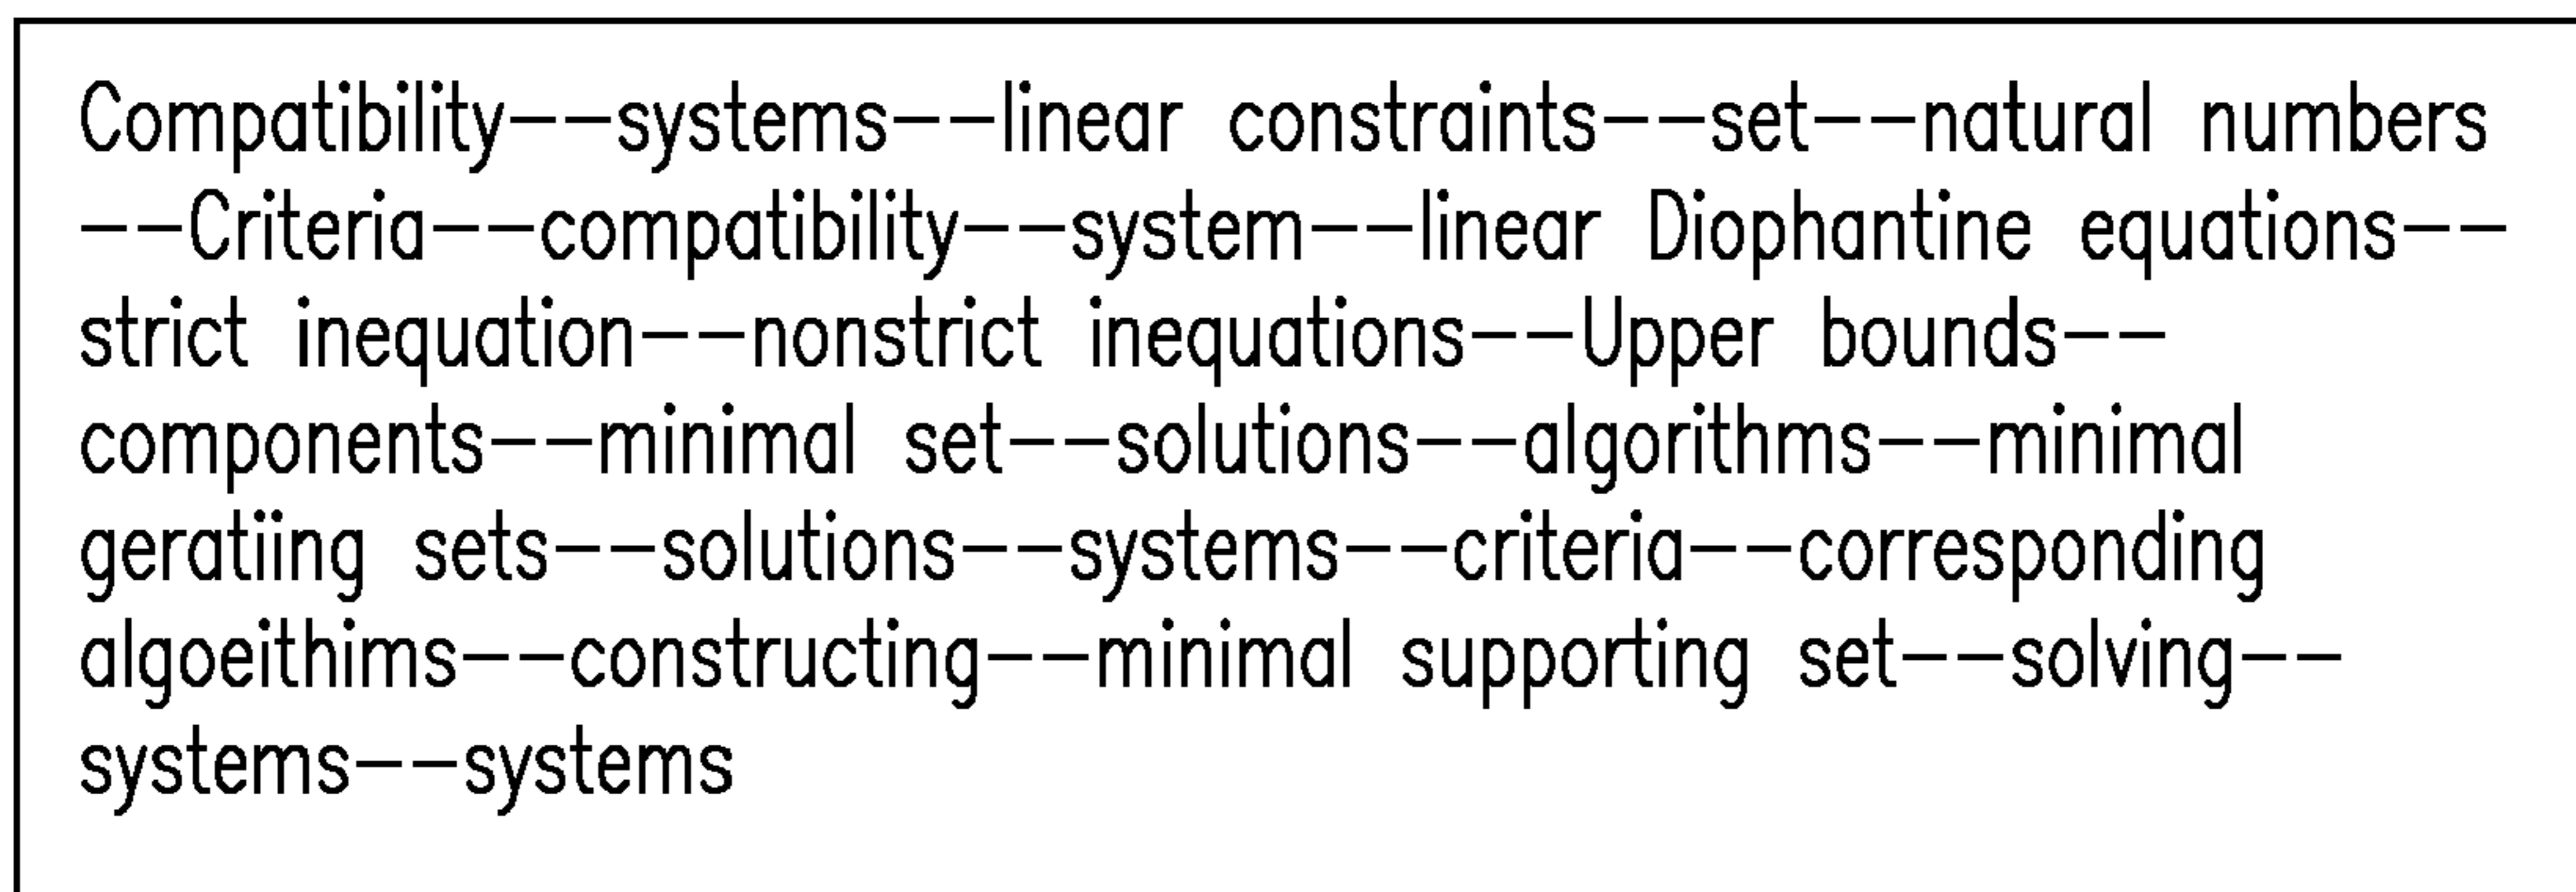 Compatibility--systems--linear constraints--set--natural numbers
--Criteria--compatibility--system--linear Diophantine equations--
strict inequation--nonstrict inequations--Upper bounds--
components--minimal set--solutions--algorithms--minimal
geratiing sets--solutions--systems--criteria--corresponding
algoeithims--constructing--minimal supporting set--solving--
systems--systems